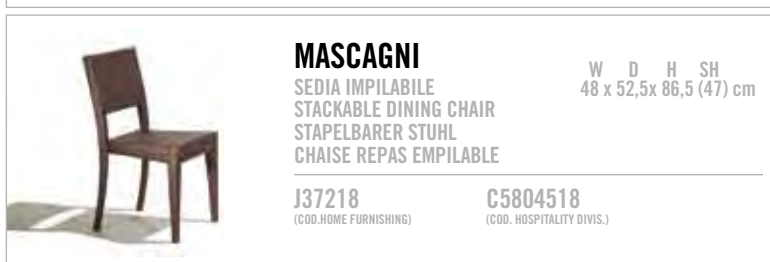 MASCAGNI
SEDIA IMPILABILE
STACKABLE DINING CHAIR
STAPELBARER STUHL
CHAISE REPAS EMPILABLE
W D H SH
48 x 52,5x 86,5 (47) cm
J37218
(COD.HOME FURNISHING)
C5804518
(COD. HOSPITALITY DIVIS.)